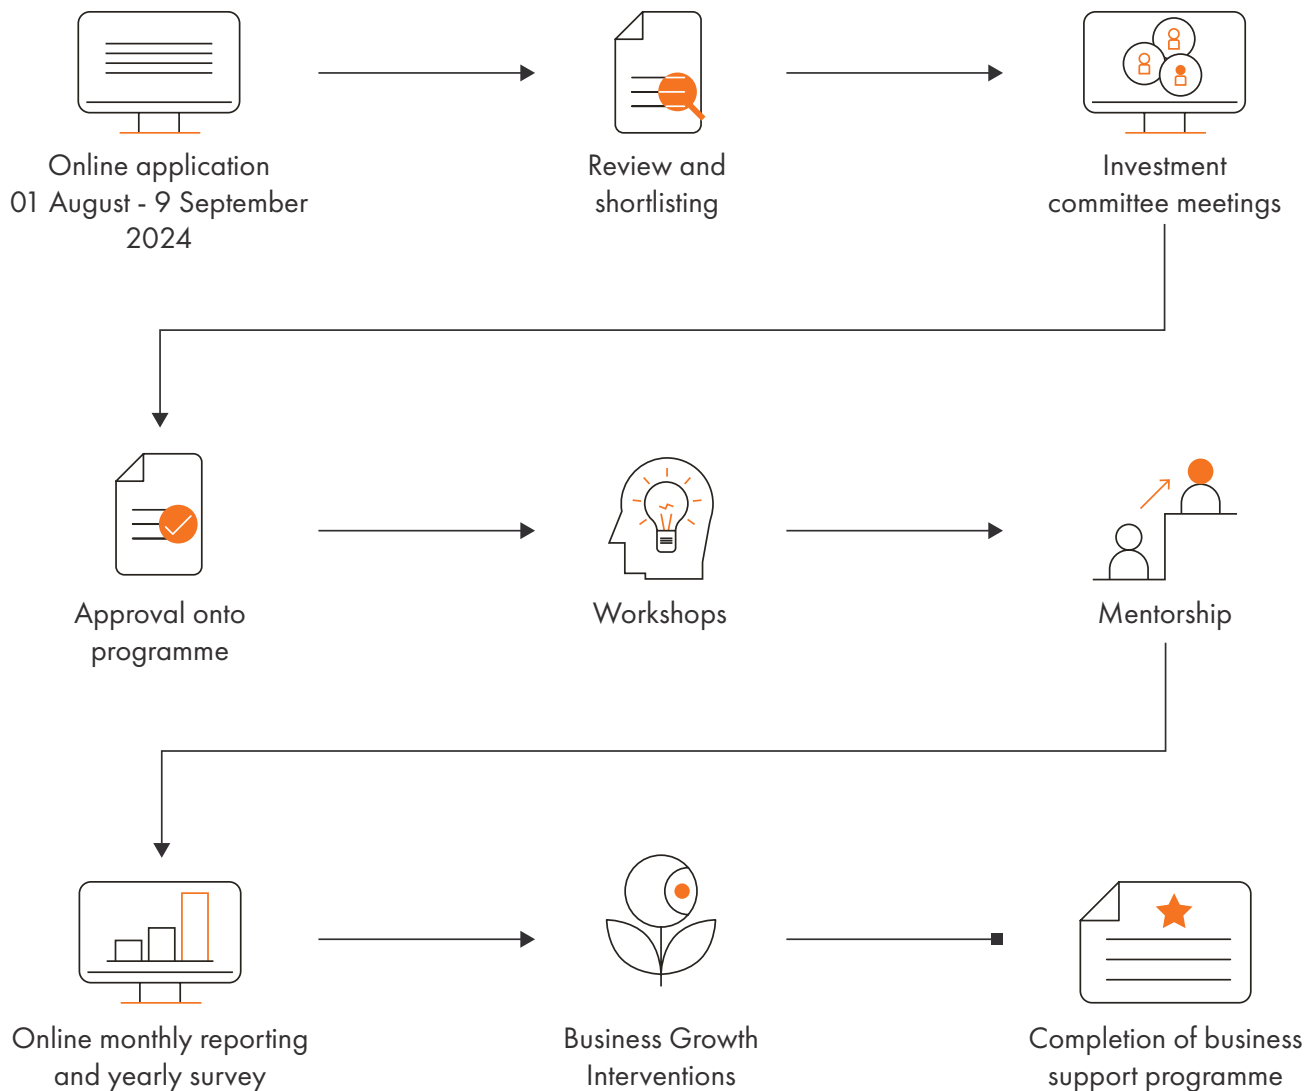 Online application
01 August - 9 September
2024
Review and
shortlisting
Investment
committee meetings
Approval onto
programme
Workshops
Mentorship
Online monthly reporting
and yearly survey
Business Growth
Interventions
Completion of business
support programme